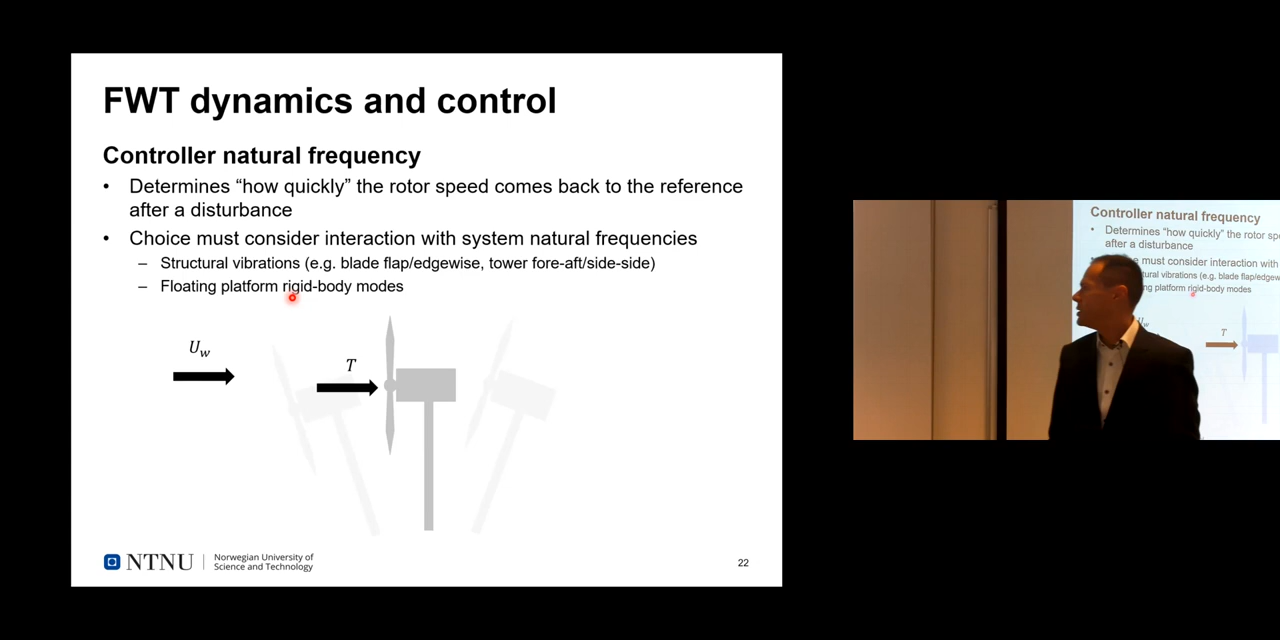 FWT dynamics and control
Controller natural frequency
• Determines “how quickly” the rotor speed comes back to the reference
after a disturbance
• Choice must consider interaction with system natural frequencies
– Structural vibrations (e.g. blade flap/edgewise, tower fore-aft/side-side)
– Floating platform rigid-body modes
U_w
T
NTNU
Norwegian University of
Science and Technology
22
Controller natural frequency
• Determines “how quickly” the rotor spe
after a disturbance
must consider interaction with
tural vibrations (e.g. blade flap/edgew
ng platform rigid-body modes
T